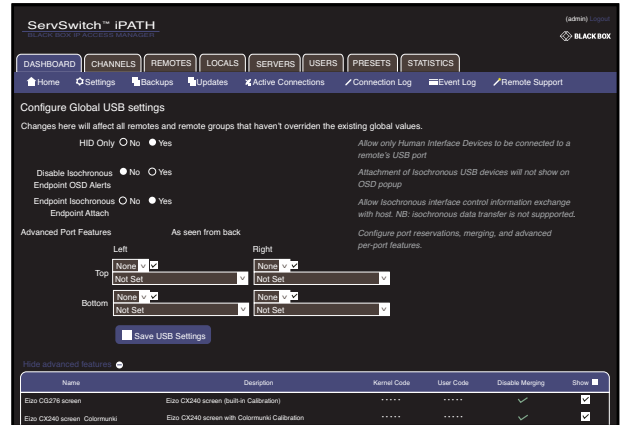 ServSwitch™ iPATH
BLACK BOX IP ACCESS MANAGER
(admin) Logout
BLACK BOX
DASHBOARD CHANNELS REMOTES LOCALS SERVERS USERS PRESETS STATISTICS
Home Settings Backups Updates Active Connections Connection Log Event Log Remote Support
Configure Global USB settings
Changes here will affect all remotes and remote groups that haven't overriden the existing global values.
HID Only No Yes
Allow only Human Interface Devices to be connected to a
remote's USB port
Disable Isochronous No Yes
Endpoint OSD Alerts
Attachment of Isochronous USB devices will not show on
OSD popup
Endpoint Isochronous No Yes
Endpoint Attach
Allow Isochronous interface control information exchange
with host. NB: isochronous data transfer is not suppported.
Advanced Port Features As seen from back
Configure port reservations, merging, and advanced
per-port features.
Left Right
Top None None
Not Set Not Set
Bottom None None
Not Set Not Set
Save USB Settings
Hide advanced features
Name Desription Kernel Code User Code Disable Merging Show
Eizo CG276 screen Eizo CX240 screen (built-in Calibration) ·····  ·····
Eizo CX240 screen Colormunki Eizo CX240 screen with Colormunki Calibration ····· ·····